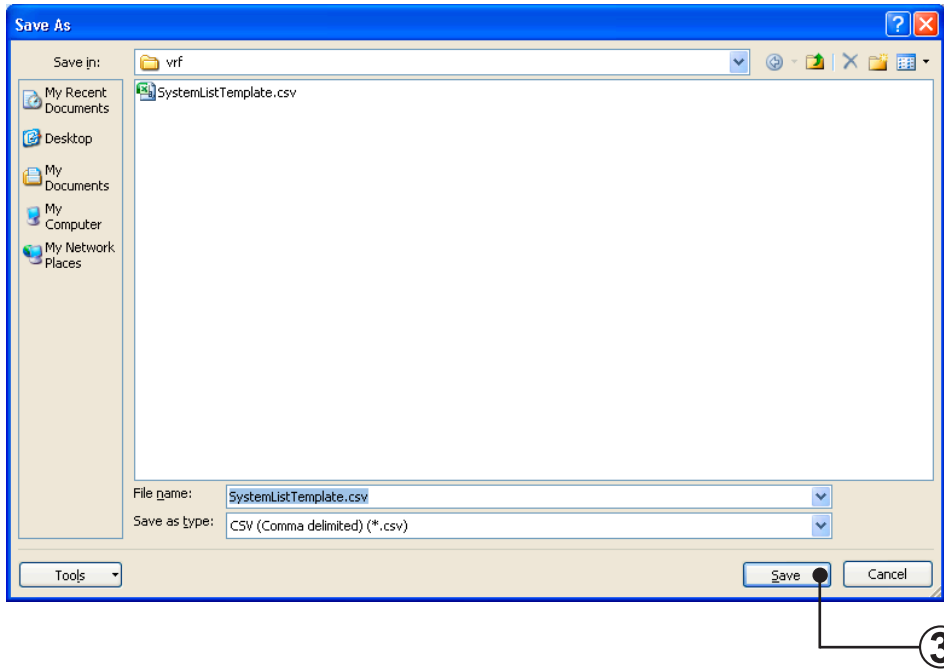 Save As
Save in:
vrf
My Recent
Documents
Desktop
My
Documents
My
Computer
My Network
Places
SystemListTemplate.csv
File name:
SystemListTemplate.csv
Save as type:
CSV (Comma delimited) (*.csv)
Tools
Save
Cancel
3